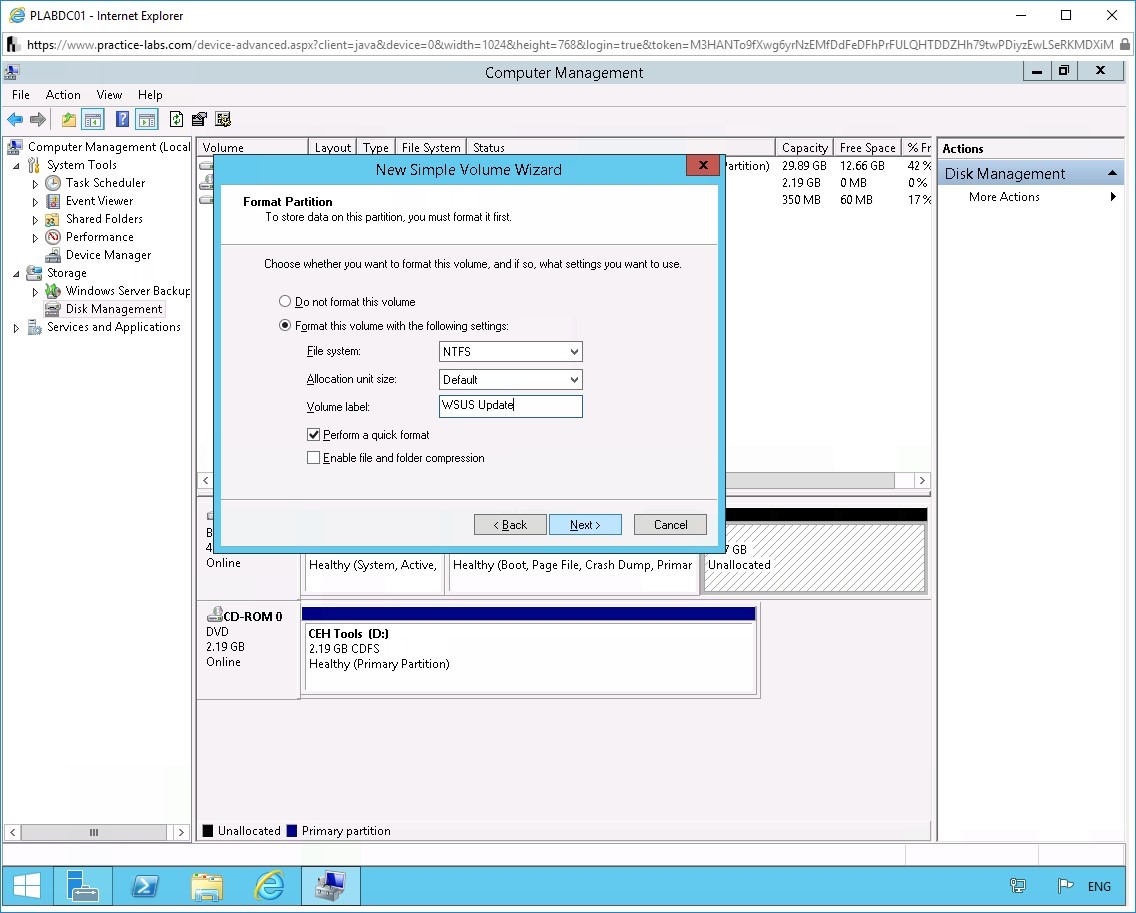 PLABDC01 - Internet Explorer
https://www.practice-labs.com/device-advanced.aspx?client=java&device=0&width=1024&height=768&login=true&token=M3HANTo9fXwg6yrNzEMfDdFeDFhPrFULQHTDDZHh79twPDiyzEwLSeRKMDXiM
Computer Management
File Action View Help
Computer Management (Local
System Tools
Task Scheduler
Event Viewer
Shared Folders
Performance
Device Manager
Storage
Windows Server Backup
Disk Management
Services and Applications
Volume Layout Type File System Status Capacity Free Space % Fr
Partition) 29.89 GB 12.66 GB 42 %
2.19 GB 0 MB 0 %
350 MB 60 MB 17 %
Actions
Disk Management
More Actions
New Simple Volume Wizard
Format Partition
To store data on this partition, you must format it first.
Choose whether you want to format this volume, and if so, what settings you want to use.
Do not format this volume
Format this volume with the following settings:
File system: NTFS
Allocation unit size: Default
Volume label: WSUS Update
Perform a quick format
Enable file and folder compression
< Back Next > Cancel
7 GB
Online Healthy (System, Active, Healthy (Boot, Page File, Crash Dump, Primar Unallocated
CD-ROM 0
DVD
2.19 GB
Online
CEH Tools (D:)
2.19 GB CDFS
Healthy (Primary Partition)
Unallocated Primary partition
ENG